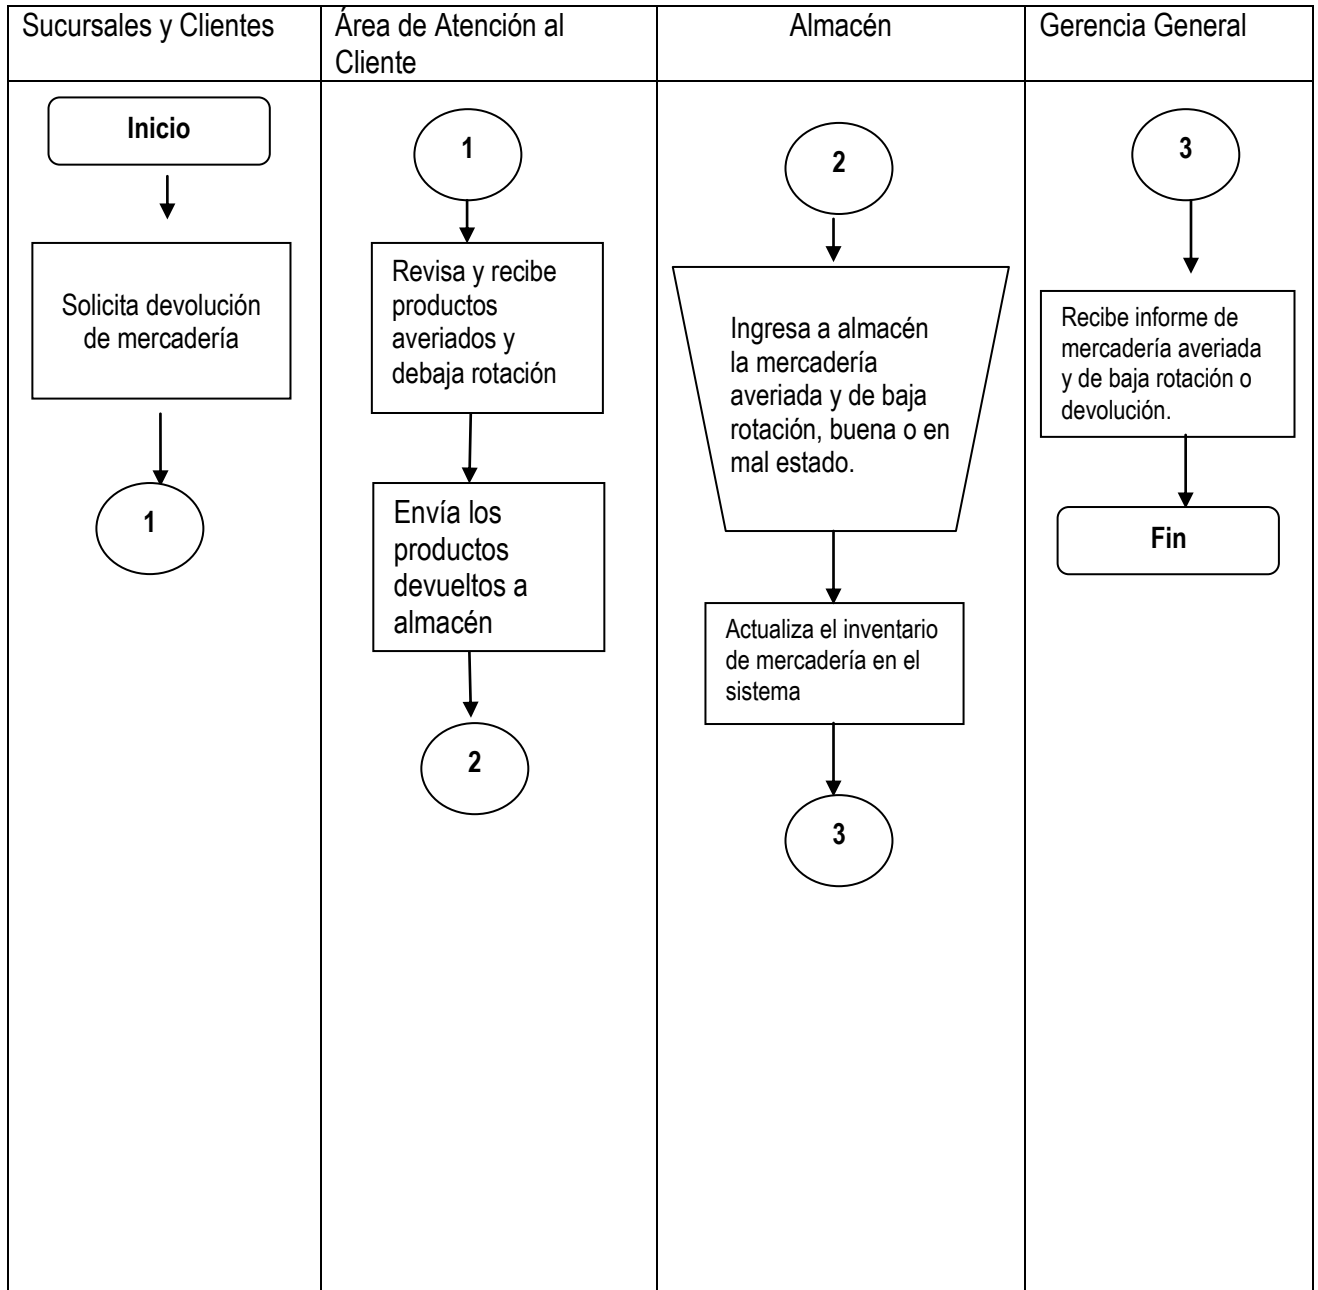 Sucursales y Clientes
Área de Atención al
Cliente
Almacén
Gerencia General
Inicio
Solicita devolución
de mercadería
1
1
Revisa y recibe
productos
averiados y
debaja rotación
Envía los
productos
devueltos a
almacén
2
2
Ingresa a almacén
la mercadería
averiada y de baja
rotación, buena o en
mal estado.
Actualiza el inventario
de mercadería en el
sistema
3
3
Recibe informe de
mercadería averiada
y de baja rotación o
devolución.
Fin